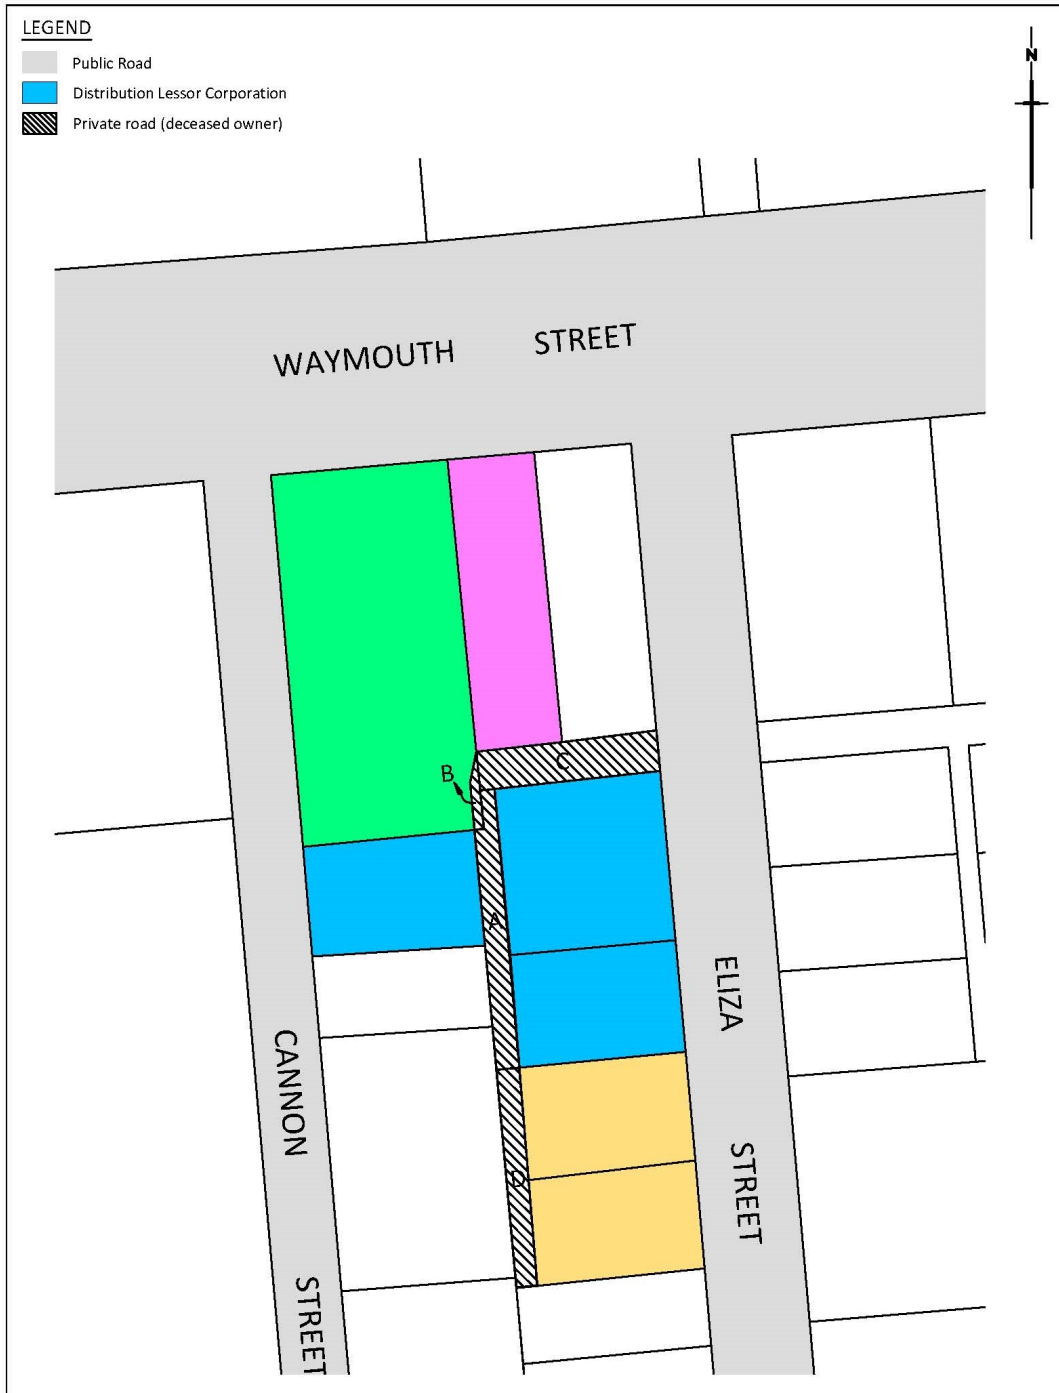 LEGEND
Public Road
Distribution Lessor Corporation
Private road (deceased owner)
N
WAYMOUTH STREET
B
C
A
ELIZA STREET
CANNON STREET
D